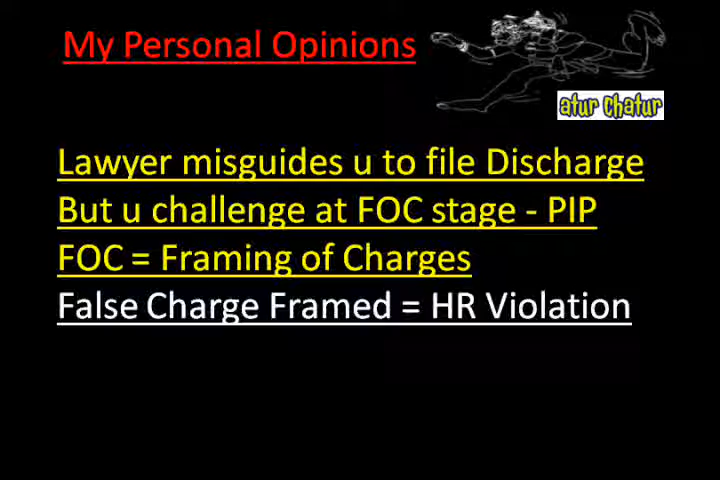 My Personal Opinions
atur chatur
Lawyer misguides u to file Discharge
But u challenge at FOC stage - PIP
FOC = Framing of Charges
False Charge Framed = HR Violation